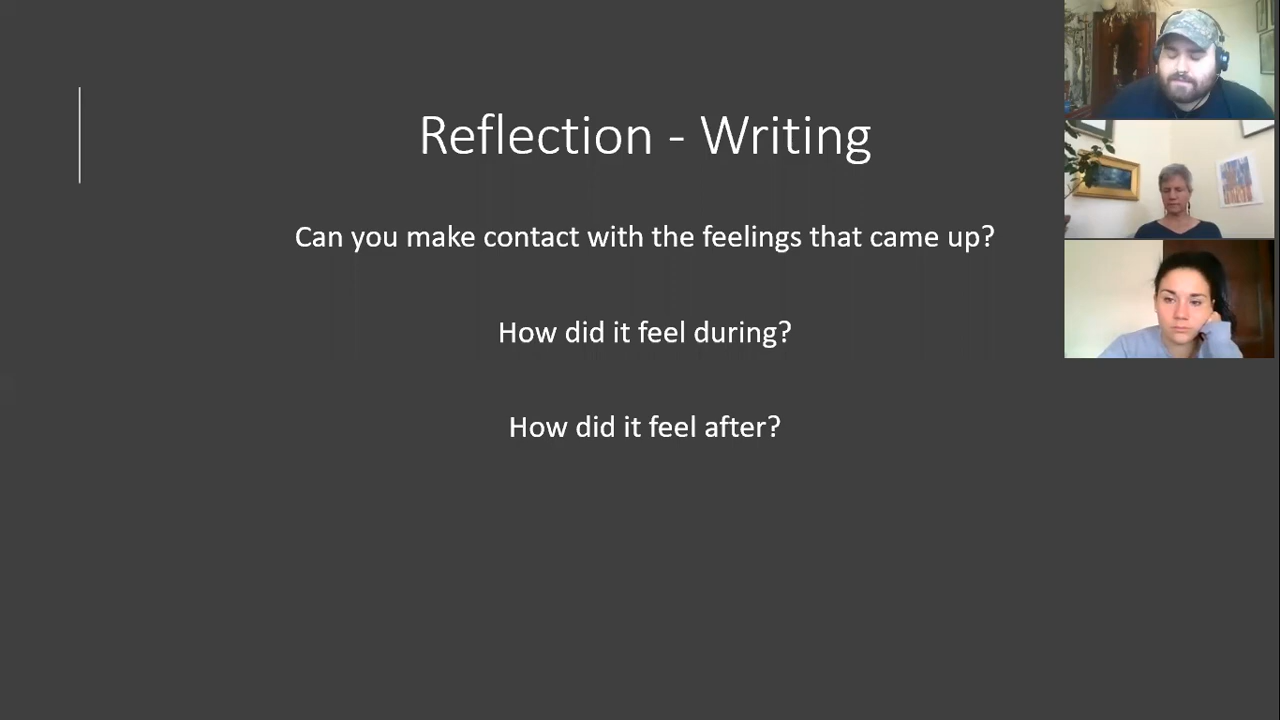 Reflection - Writing
Can you make contact with the feelings that came up?
How did it feel during?
How did it feel after?